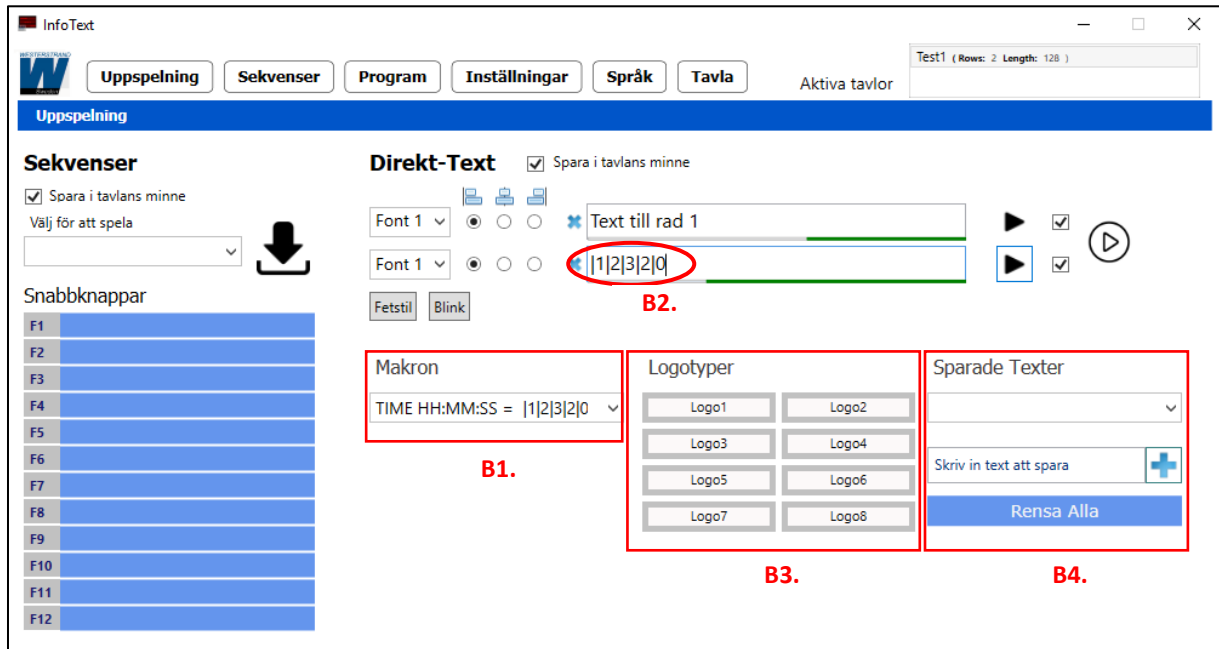 InfoText
WESTERSTRAND
Uppspelning Sekvenser Program Inställningar Språk Tavla
Aktiva tavlor
Test1 ( Rows: 2 Length: 128 )
Uppspelning
Sekvenser
Spara i tavlans minne
Välj för att spela
Snabbknappar
F1
F2
F3
F4
F5
F6
F7
F8
F9
F10
F11
F12
Direkt-Text Spara i tavlans minne
Font 1 Text till rad 1
Font 1 |1|2|3|2|0
B2.
Fetstil Blink
Makron
TIME HH:MM:SS = |1|2|3|2|0
B1.
Logotyper
Logo1 Logo2
Logo3 Logo4
Logo5 Logo6
Logo7 Logo8
B3.
Sparade Texter
Skriv in text att spara
Rensa Alla
B4.